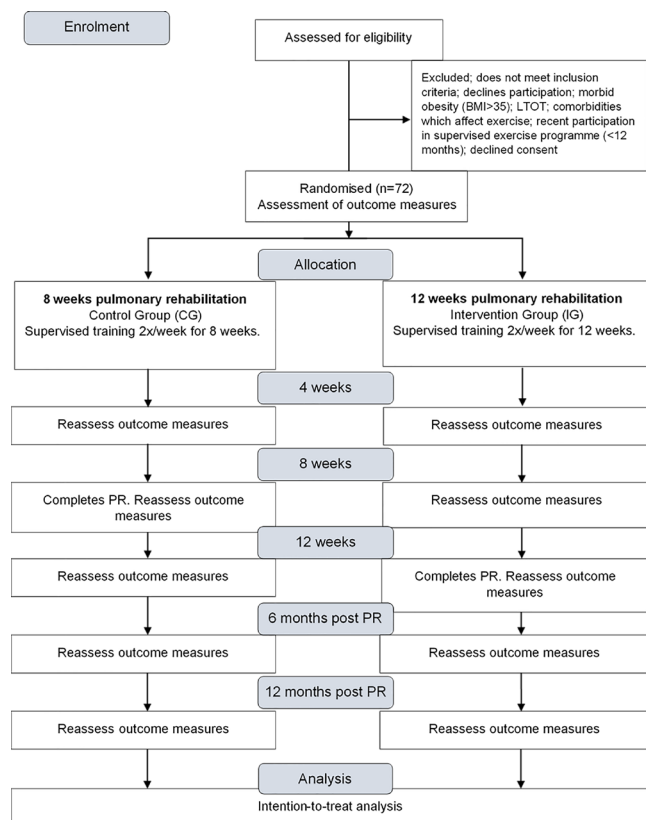 Enrolment
Assessed for eligibility
Excluded; does not meet inclusion
criteria; declines participation; morbid
obesity (BMI>35); LTOT; comorbidities
which affect exercise; recent participation
in supervised exercise programme (<12
months); declined consent
Randomised (n=72)
Assessment of outcome measures
Allocation
8 weeks pulmonary rehabilitation
Control Group (CG)
Supervised training 2x/week for 8 weeks.
12 weeks pulmonary rehabilitation
Intervention Group (IG)
Supervised training 2x/week for 12 weeks.
4 weeks
Reassess outcome measures
Reassess outcome measures
8 weeks
Completes PR. Reassess outcome
measures
Reassess outcome measures
12 weeks
Reassess outcome measures
Completes PR. Reassess outcome
measures
6 months post PR
Reassess outcome measures
Reassess outcome measures
12 months post PR
Reassess outcome measures
Reassess outcome measures
Analysis
Intention-to-treat analysis